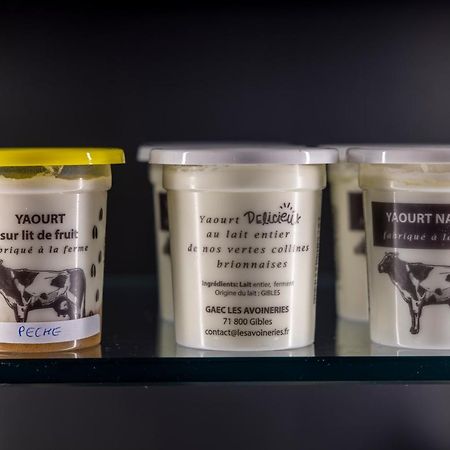 YAOURT
sur lit de fruit
fabriqué à la ferme
PECHE
Yaourt Delicieux
au lait entier
de nos vertes collines
brionnaises
Ingrédients: Lait entier, ferment
Origine du lait : GIBLES
GAEC LES AVOINERIES
71 800 Gibles
contact@lesavoineries.fr
YAOURT NA
fabriqué à la